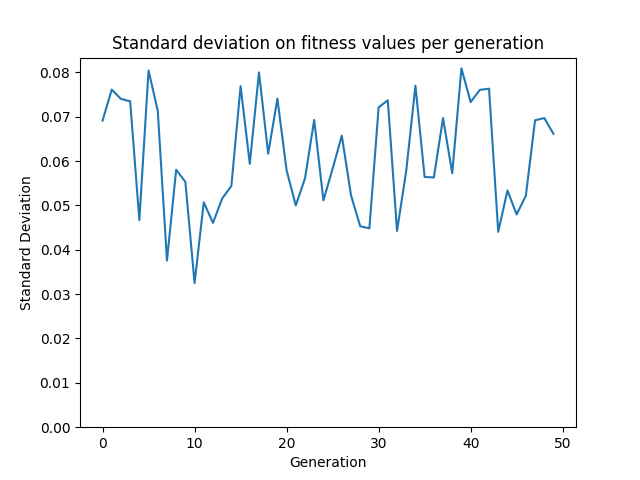 Standard deviation on fitness values per generation
0.08
0.07
0.06
0.05
0.04
0.03
0.02
0.01
0.00
Standard Deviation
0 10 20 30 40 50
Generation